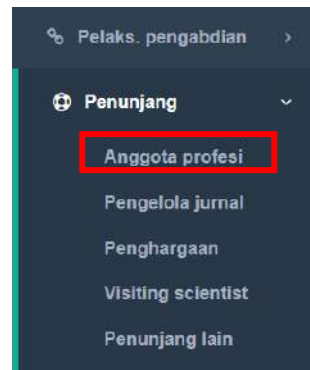 Pelaks. pengabdian
Penunjang
Anggota profesi
Pengelola jurnal
Penghargaan
Visiting scientist
Penunjang lain